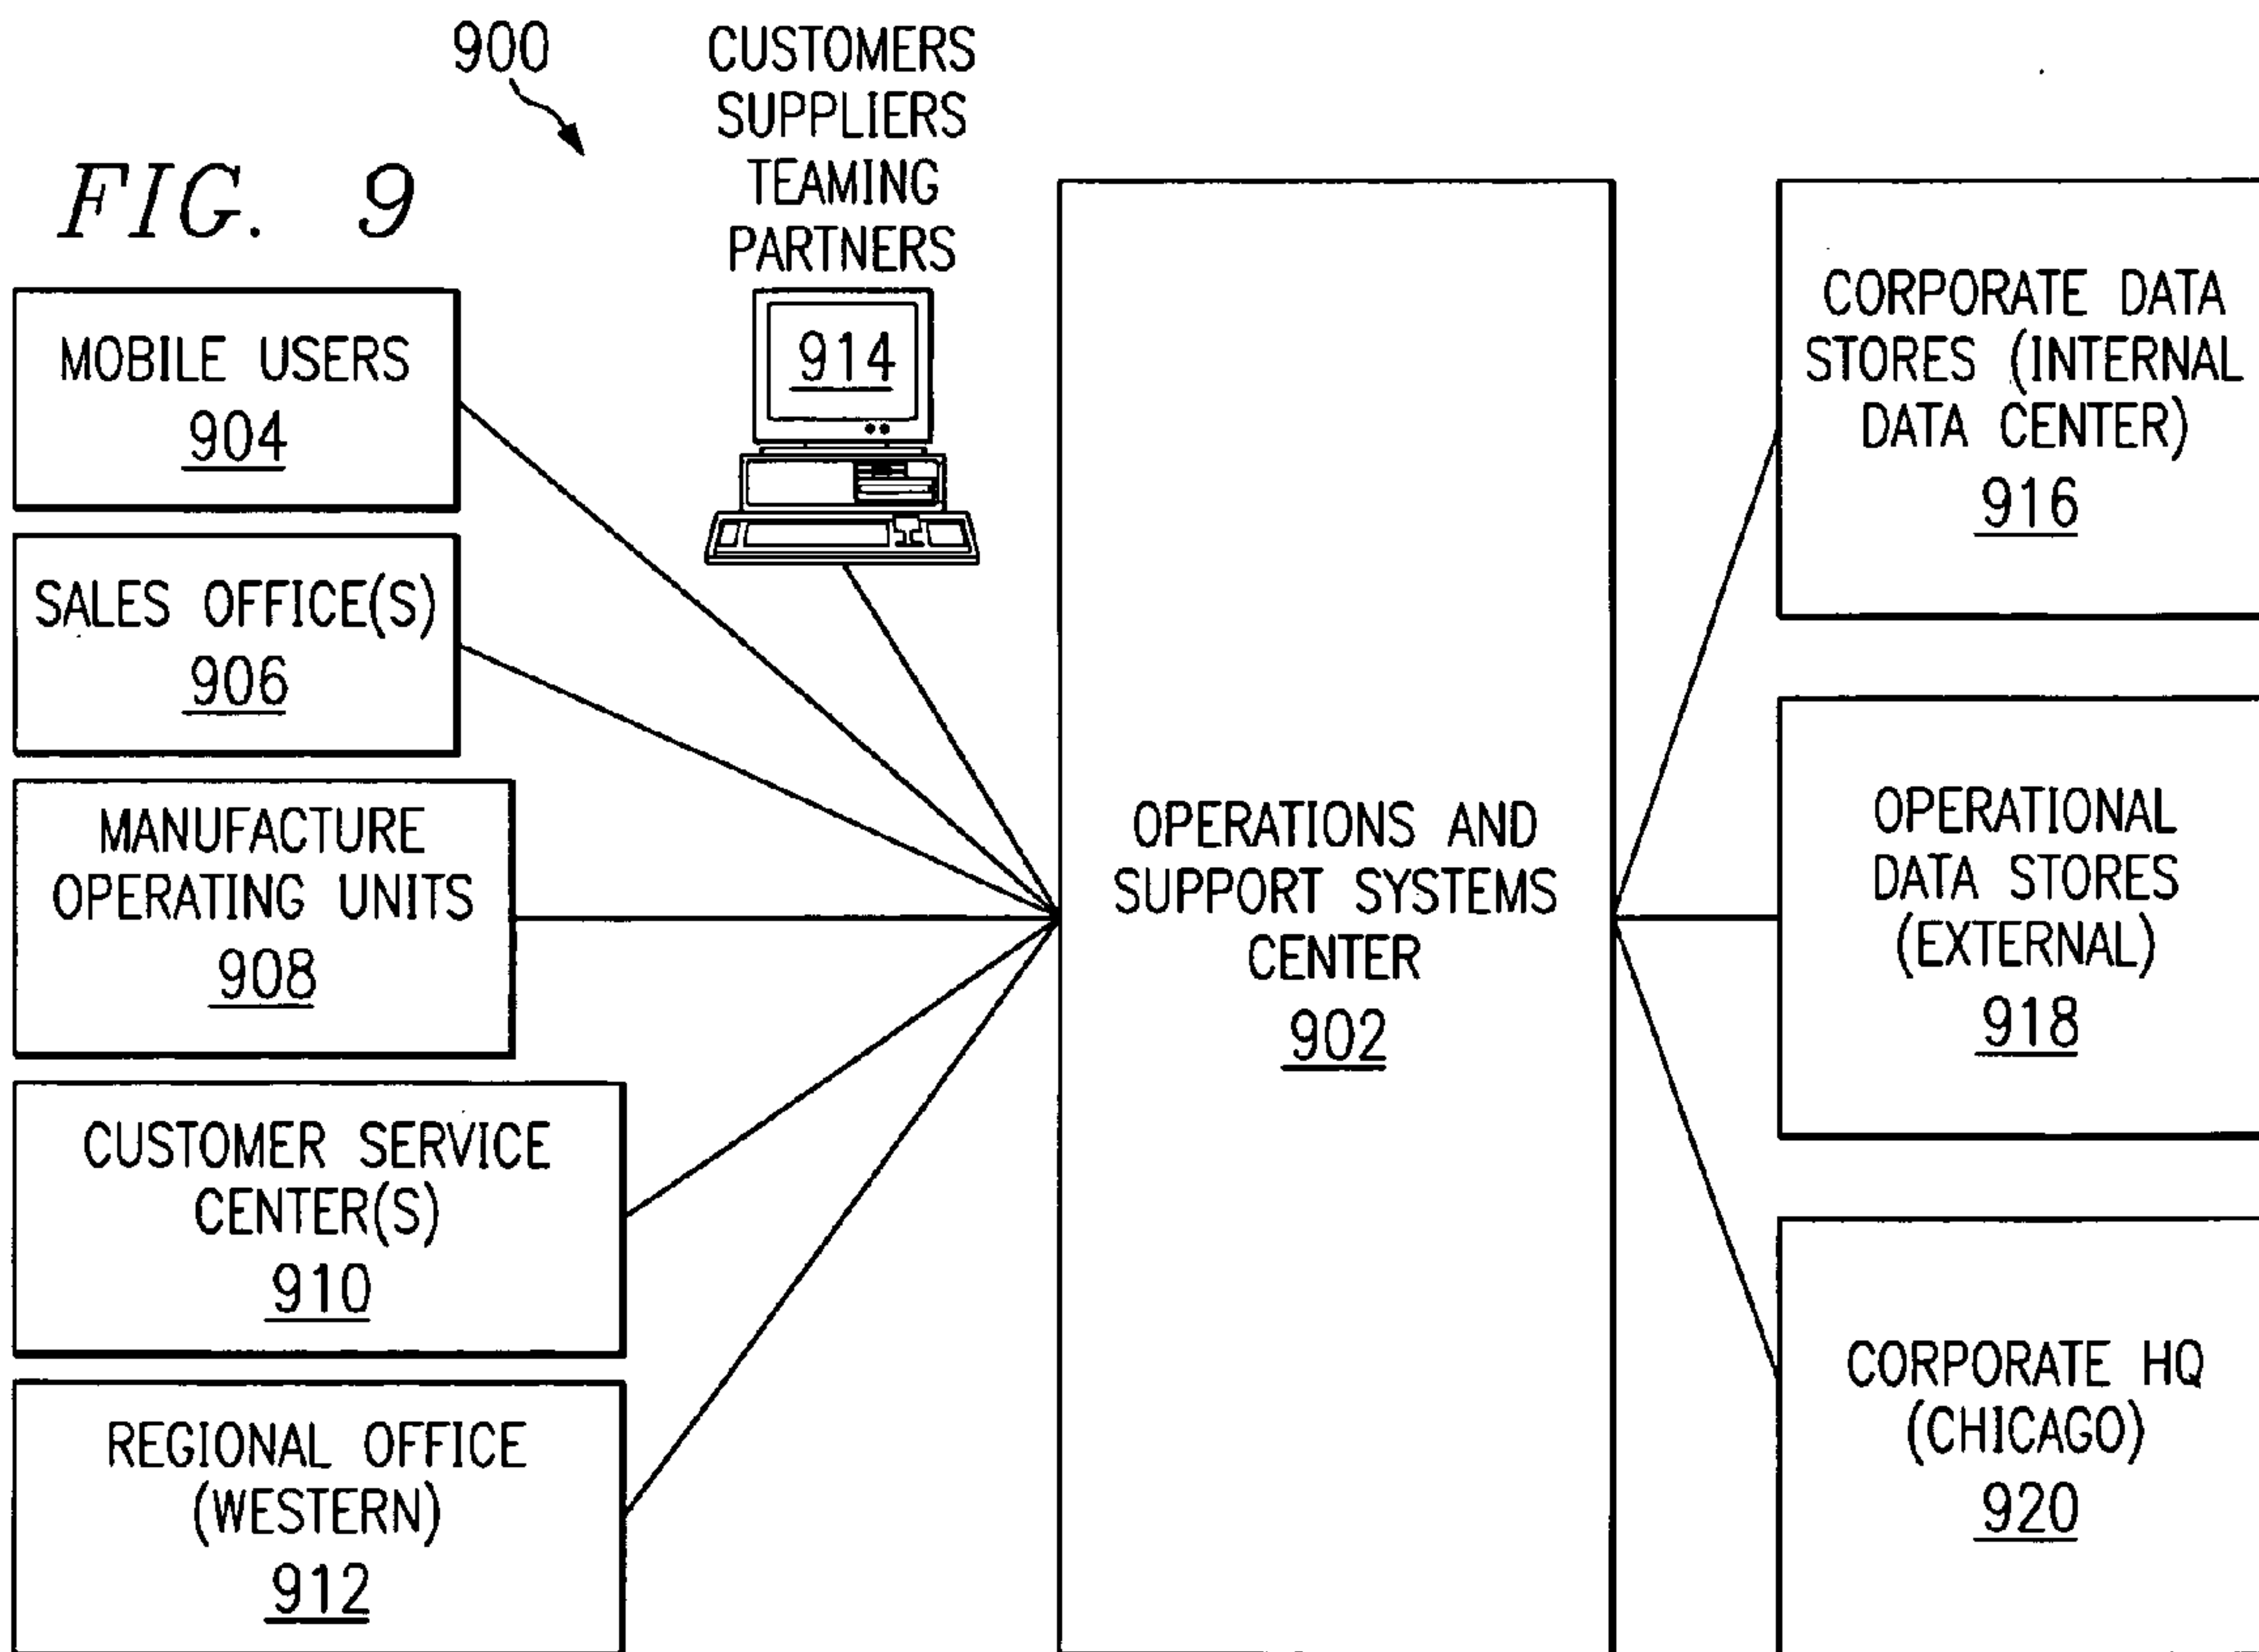 900
FIG. 9
CUSTOMERS
SUPPLIERS
TEAMING
PARTNERS
914
MOBILE USERS
904
SALES OFFICE(S)
906
MANUFACTURE
OPERATING UNITS
908
CUSTOMER SERVICE
CENTER(S)
910
REGIONAL OFFICE
(WESTERN)
912
OPERATIONS AND
SUPPORT SYSTEMS
CENTER
902
CORPORATE DATA
STORES (INTERNAL
DATA CENTER)
916
OPERATIONAL
DATA STORES
(EXTERNAL)
918
CORPORATE HQ
(CHICAGO)
920